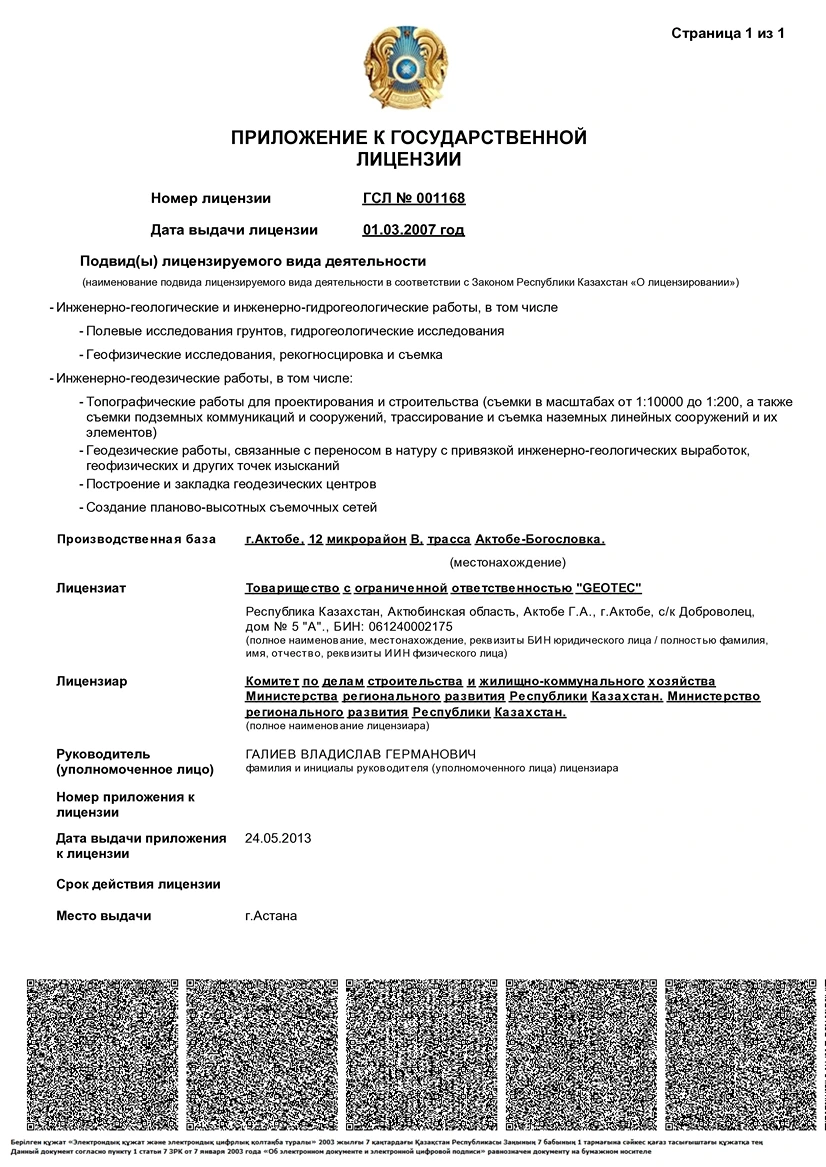 Страница 1 из 1
ПРИЛОЖЕНИЕ К ГОСУДАРСТВЕННОЙ
ЛИЦЕНЗИИ
Номер лицензии ГСЛ № 001168
Дата выдачи лицензии 01.03.2007 год
Подвид(ы) лицензируемого вида деятельности
(наименование подвида лицензируемого вида деятельности в соответствии с Законом Республики Казахстан «О лицензировании»)
- Инженерно-геологические и инженерно-гидрогеологические работы, в том числе
- Полевые исследования грунтов, гидрогеологические исследования
- Геофизические исследования, рекогносцировка и съемка
- Инженерно-геодезические работы, в том числе:
- Топографические работы для проектирования и строительства (съемки в масштабах от 1:10000 до 1:200, а также
съемки подземных коммуникаций и сооружений, трассирование и съемка наземных линейных сооружений и их
элементов)
- Геодезические работы, связанные с переносом в натуру с привязкой инженерно-геологических выработок,
геофизических и других точек изысканий
- Построение и закладка геодезических центров
- Создание планово-высотных съемочных сетей
Производственная база г.Актобе, 12 микрорайон В, трасса Актобе-Богословка.
(местонахождение)
Лицензиат Товарищество с ограниченной ответственностью "GEOTEC"
Республика Казахстан, Актюбинская область, Актобе Г.А., г.Актобе, с/к Доброволец,
дом № 5 "А"., БИН: 061240002175
(полное наименование, местонахождение, реквизиты БИН юридического лица / полностью фамилия,
имя, отчество, реквизиты ИИН физического лица)
Лицензиар Комитет по делам строительства и жилищно-коммунального хозяйства
Министерства регионального развития Республики Казахстан. Министерство
регионального развития Республики Казахстан.
(полное наименование лицензиара)
Руководитель ГАЛИЕВ ВЛАДИСЛАВ ГЕРМАНОВИЧ
(уполномоченное лицо) фамилия и инициалы руководителя (уполномоченного лица) лицензиара
Номер приложения к
лицензии
Дата выдачи приложения 24.05.2013
к лицензии
Срок действия лицензии
Место выдачи г.Астана
Берілген құжат «Электрондық құжат және электрондық цифрлық қолтаңба туралы» 2003 жылғы 7 қаңтардағы Қазақстан Республикасы Заңының 7 бабының 1 тармағына сәйкес қағаз тасығыштағы құжатқа тең
Данный документ согласно пункту 1 статьи 7 ЗРК от 7 января 2003 года «Об электронном документе и электронной цифровой подписи» равнозначен документу на бумажном носителе